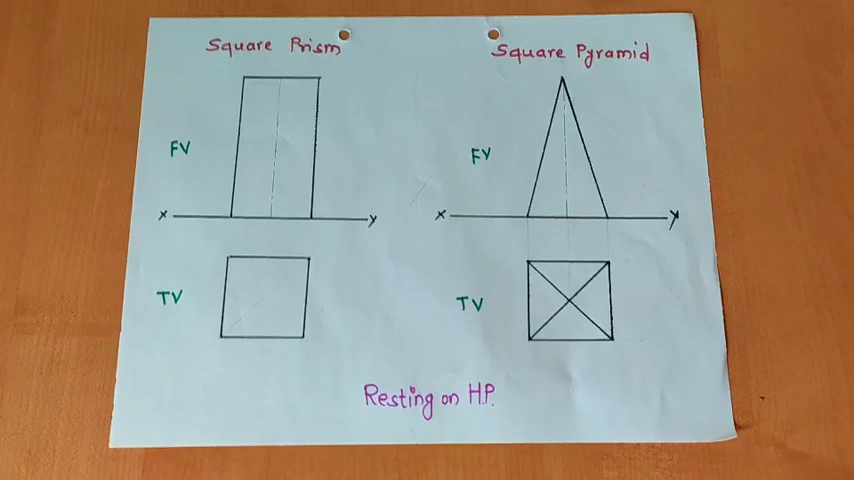 Square Prism
FV
X Y
TV
Square Pyramid
FV
X Y
TV
Resting on H.P.